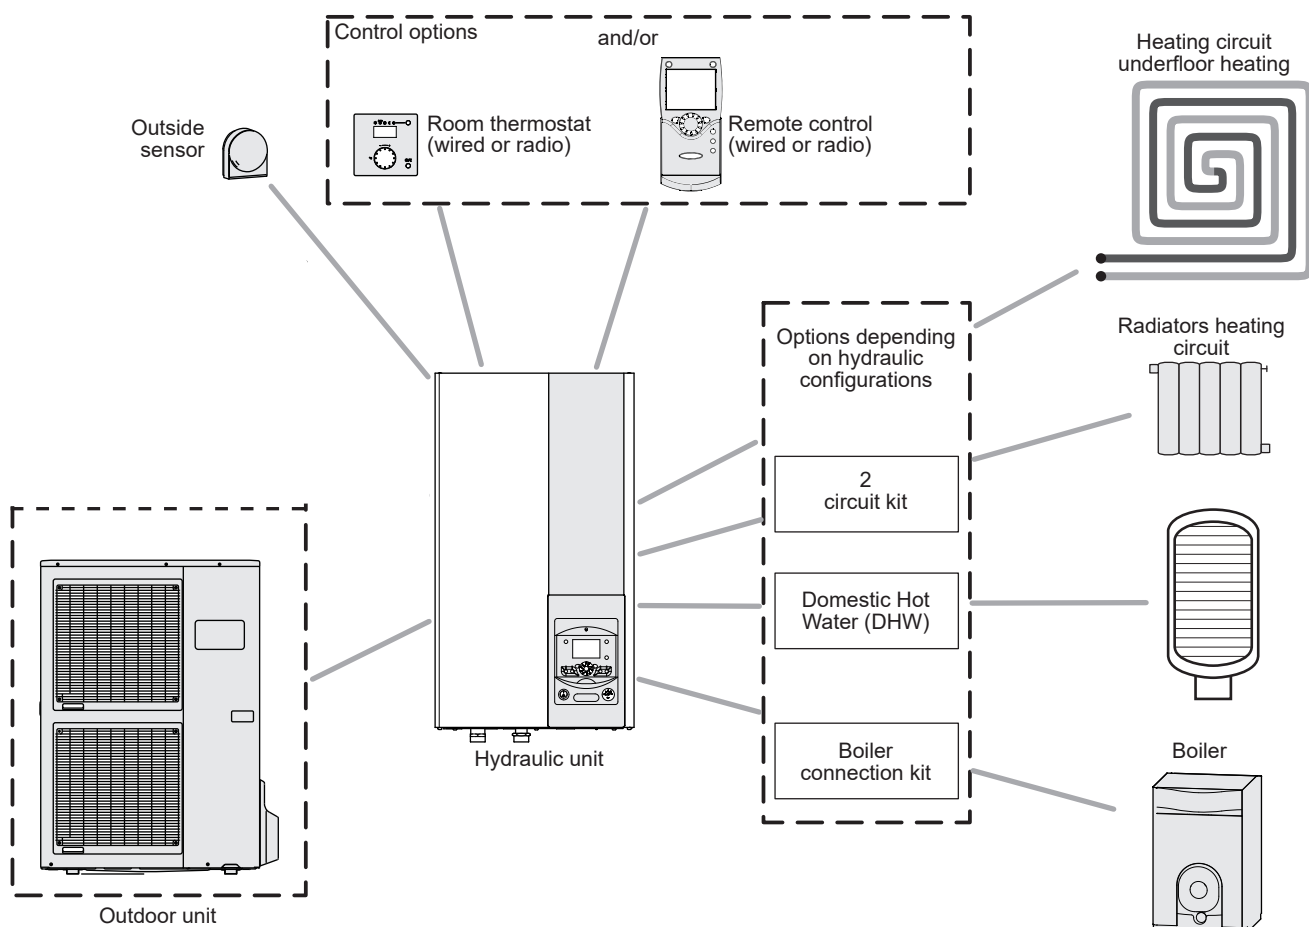 Control options
and/or
Heating circuit
underfloor heating
Outside
sensor
Room thermostat
(wired or radio)
Remote control
(wired or radio)
Options depending
on hydraulic
configurations
Radiators heating
circuit
2
circuit kit
Domestic Hot
Water (DHW)
Boiler
connection kit
Boiler
Hydraulic unit
Outdoor unit